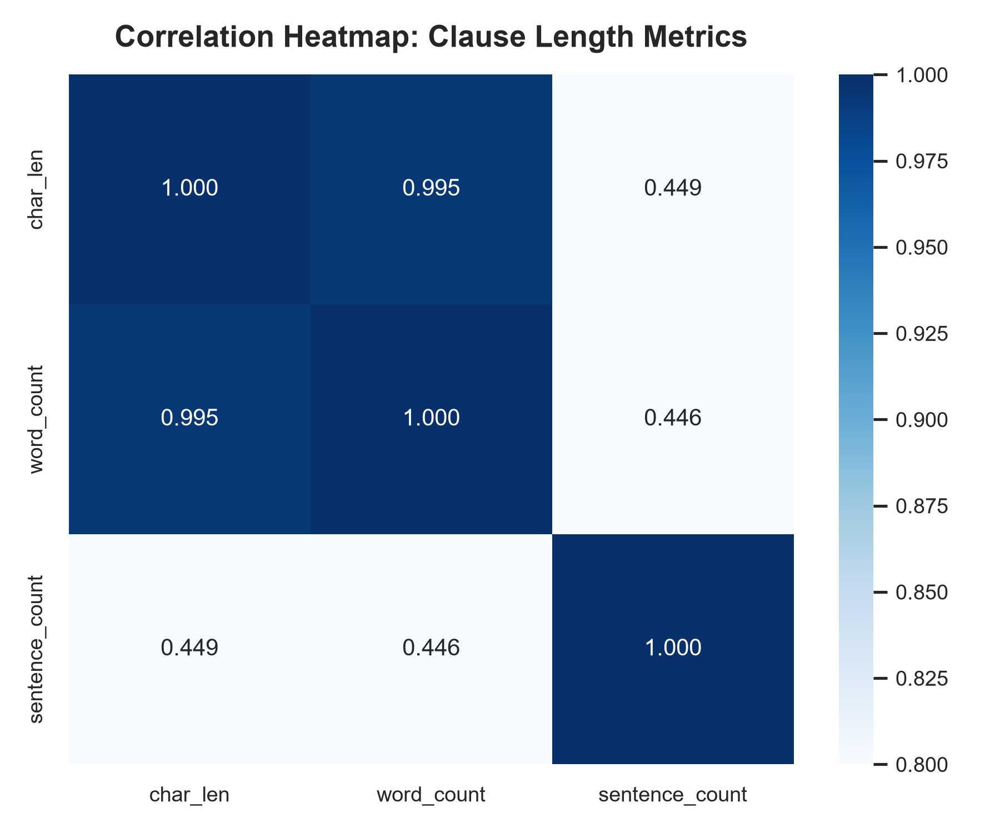 Correlation Heatmap: Clause Length Metrics
char_len
1.000
0.995
0.449
word_count
0.995
1.000
0.446
sentence_count
0.449
0.446
1.000
char_len
word_count
sentence_count
1.000
0.975
0.950
0.925
0.900
0.875
0.850
0.825
0.800